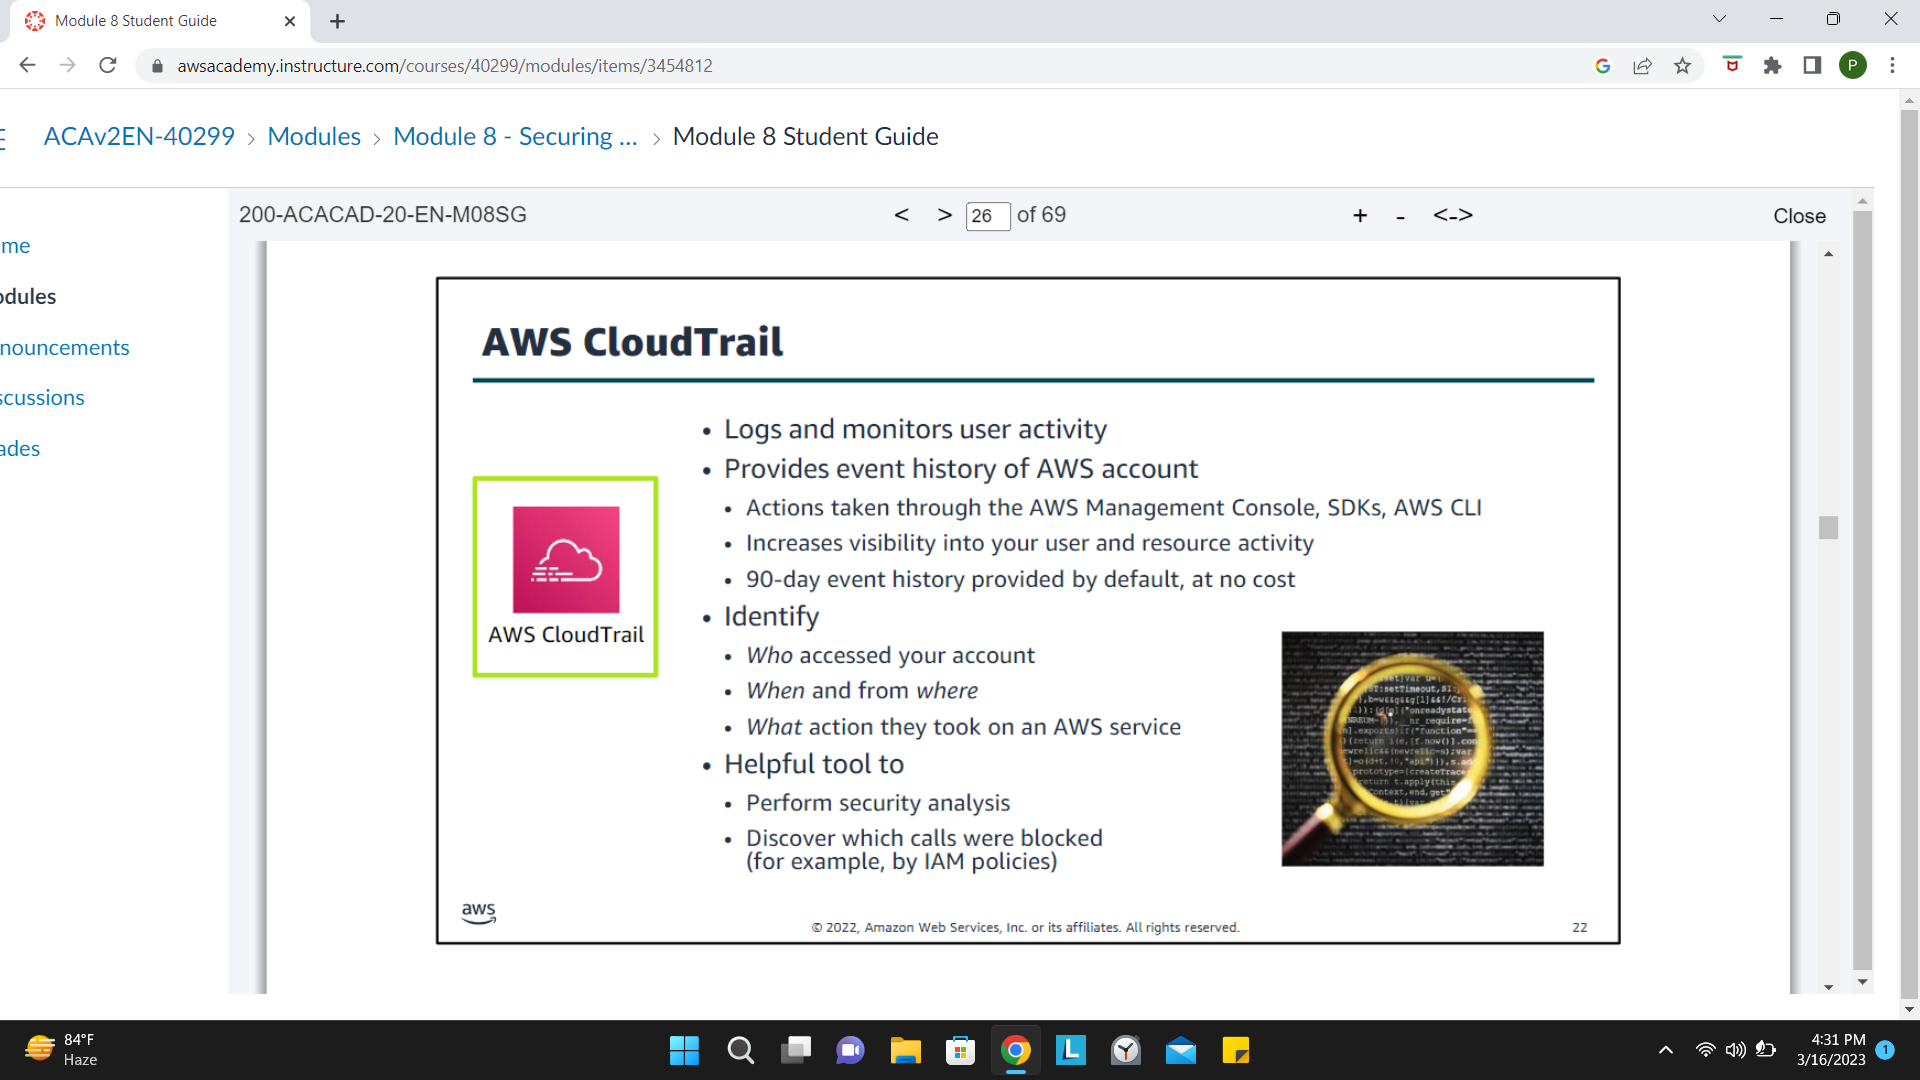 Module 8 Student Guide
awsacademy.instructure.com/courses/40299/modules/items/3454812
P
ACAv2EN-40299 > Modules > Module 8 - Securing ... > Module 8 Student Guide
200-ACACAD-20-EN-M08SG
< > 26 of 69
+ - <-> Close
me
dules
nouncements
scussions
ades
AWS CloudTrail
• Logs and monitors user activity
• Provides event history of AWS account
• Actions taken through the AWS Management Console, SDKs, AWS CLI
• Increases visibility into your user and resource activity
• 90-day event history provided by default, at no cost
• Identify
• Who accessed your account
• When and from where
• What action they took on an AWS service
• Helpful tool to
• Perform security analysis
• Discover which calls were blocked
(for example, by IAM policies)
AWS CloudTrail
aws
© 2022, Amazon Web Services, Inc. or its affiliates. All rights reserved.
22
84°F
Haze
4:31 PM
3/16/2023
1